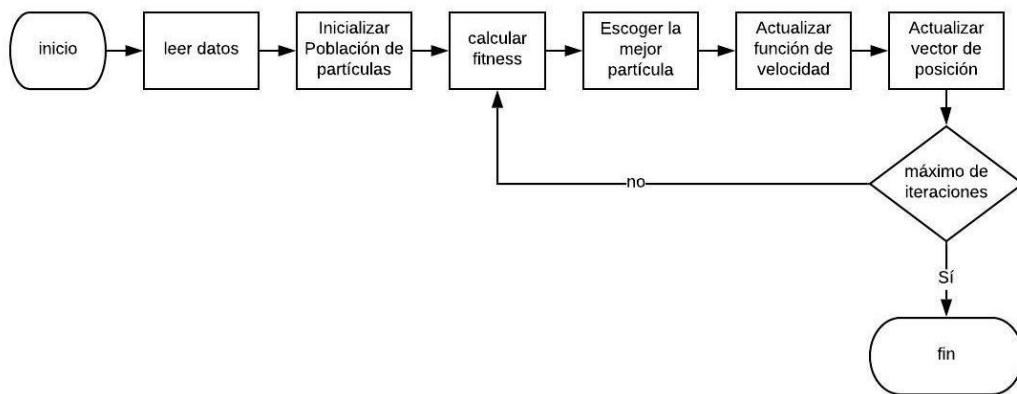 inicio
leer datos
Inicializar
Población de
partículas
calcular
fitness
Escoger la
mejor
partícula
Actualizar
función de
velocidad
Actualizar
vector de
posición
máximo de
iteraciones
no
Sí
fin